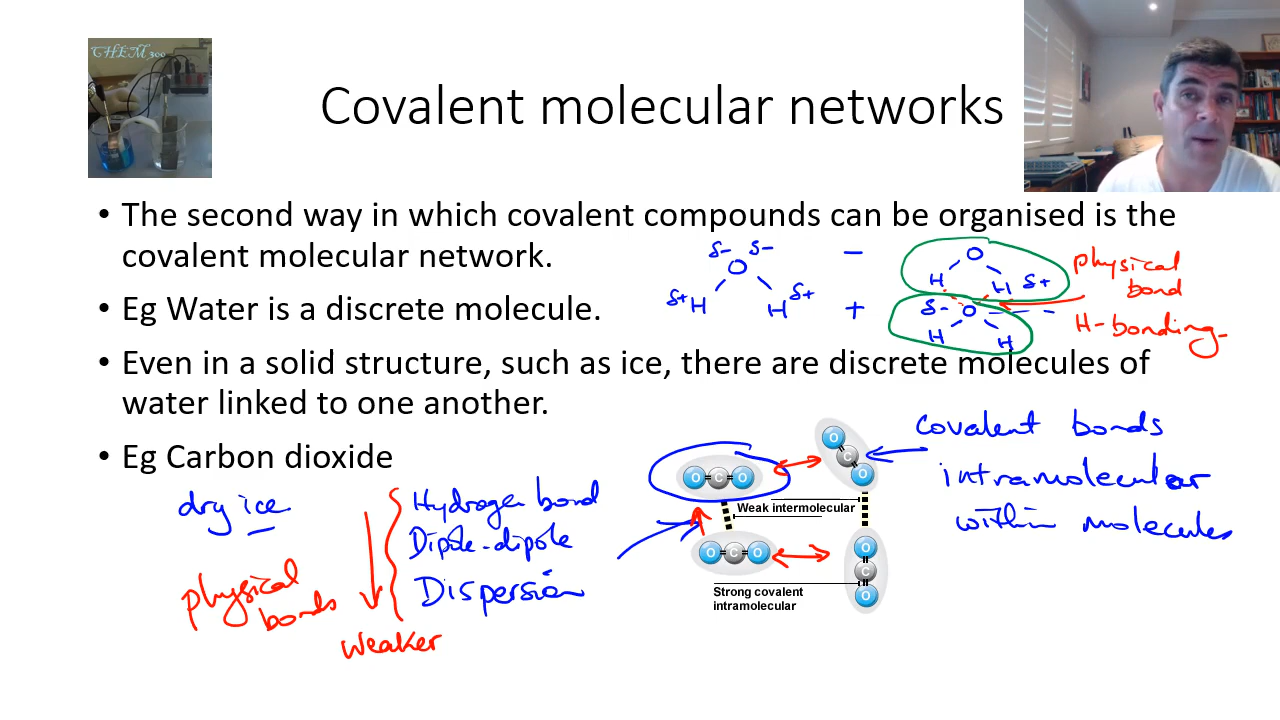 CHEM300
Covalent molecular networks
• The second way in which covalent compounds can be organised is the
covalent molecular network.
δ- δ-
O
δ+ H H δ+
−
+
O
H H δ+
δ- O
H H
physical
bond
H-bonding
• Eg Water is a discrete molecule.
• Even in a solid structure, such as ice, there are discrete molecules of
water linked to one another.
• Eg Carbon dioxide
dry ice
physical
bonds
weaker
Hydrogen bond
Dipole-dipole
Dispersion
O=C=O
O=C=O
Weak intermolecular
O=C=O
O=C=O
Strong covalent
intramolecular
covalent bonds
intramolecular
within molecules